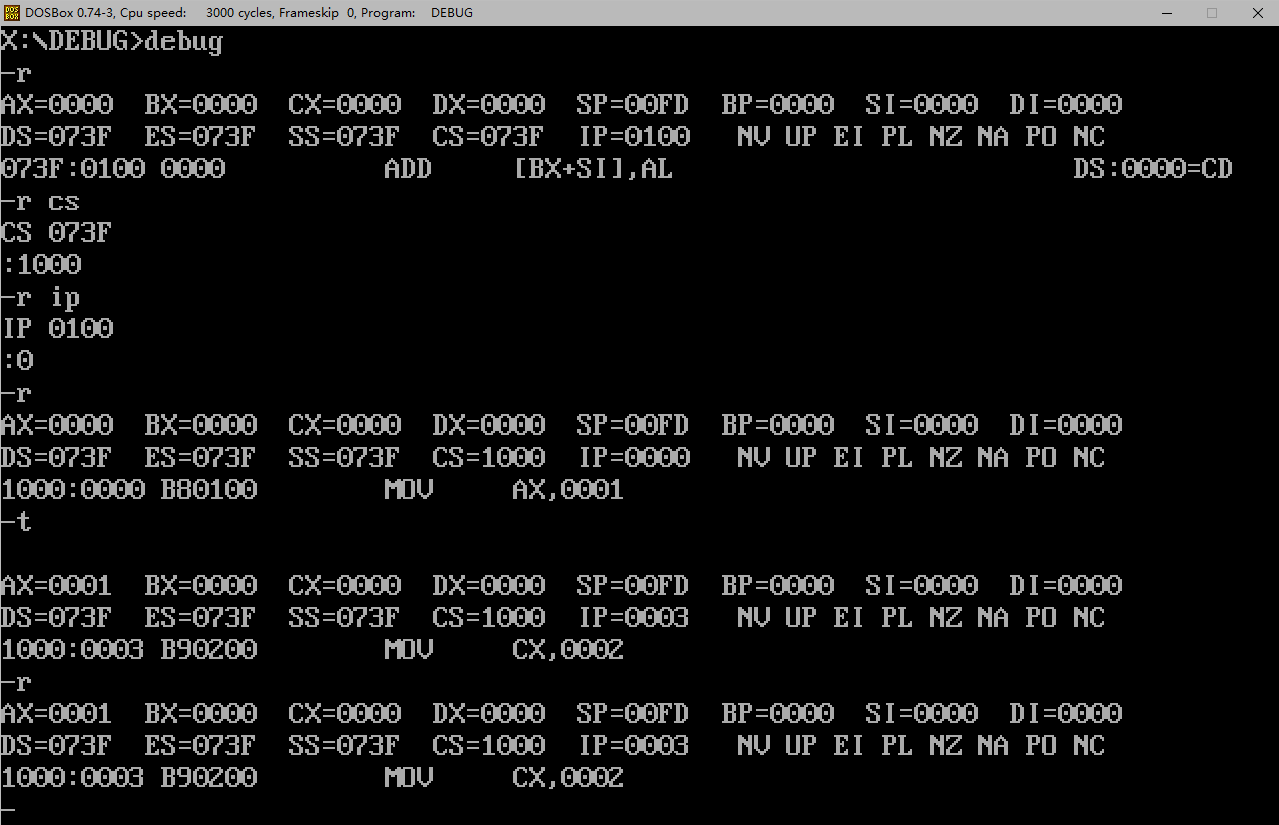 DOSBox 0.74-3, Cpu speed: 3000 cycles, Frameskip 0, Program: DEBUG
X:\DEBUG>debug
-r
AX=0000 BX=0000 CX=0000 DX=0000 SP=00FD BP=0000 SI=0000 DI=0000
DS=073F ES=073F SS=073F CS=073F IP=0100 NV UP EI PL NZ NA PO NC
073F:0100 0000 ADD [BX+SI],AL DS:0000=CD
-r cs
CS 073F
:1000
-r ip
IP 0100
:0
-r
AX=0000 BX=0000 CX=0000 DX=0000 SP=00FD BP=0000 SI=0000 DI=0000
DS=073F ES=073F SS=073F CS=1000 IP=0000 NV UP EI PL NZ NA PO NC
1000:0000 B80100 MOV AX,0001
-t
AX=0001 BX=0000 CX=0000 DX=0000 SP=00FD BP=0000 SI=0000 DI=0000
DS=073F ES=073F SS=073F CS=1000 IP=0003 NV UP EI PL NZ NA PO NC
1000:0003 B90200 MOV CX,0002
-r
AX=0001 BX=0000 CX=0000 DX=0000 SP=00FD BP=0000 SI=0000 DI=0000
DS=073F ES=073F SS=073F CS=1000 IP=0003 NV UP EI PL NZ NA PO NC
1000:0003 B90200 MOV CX,0002
-